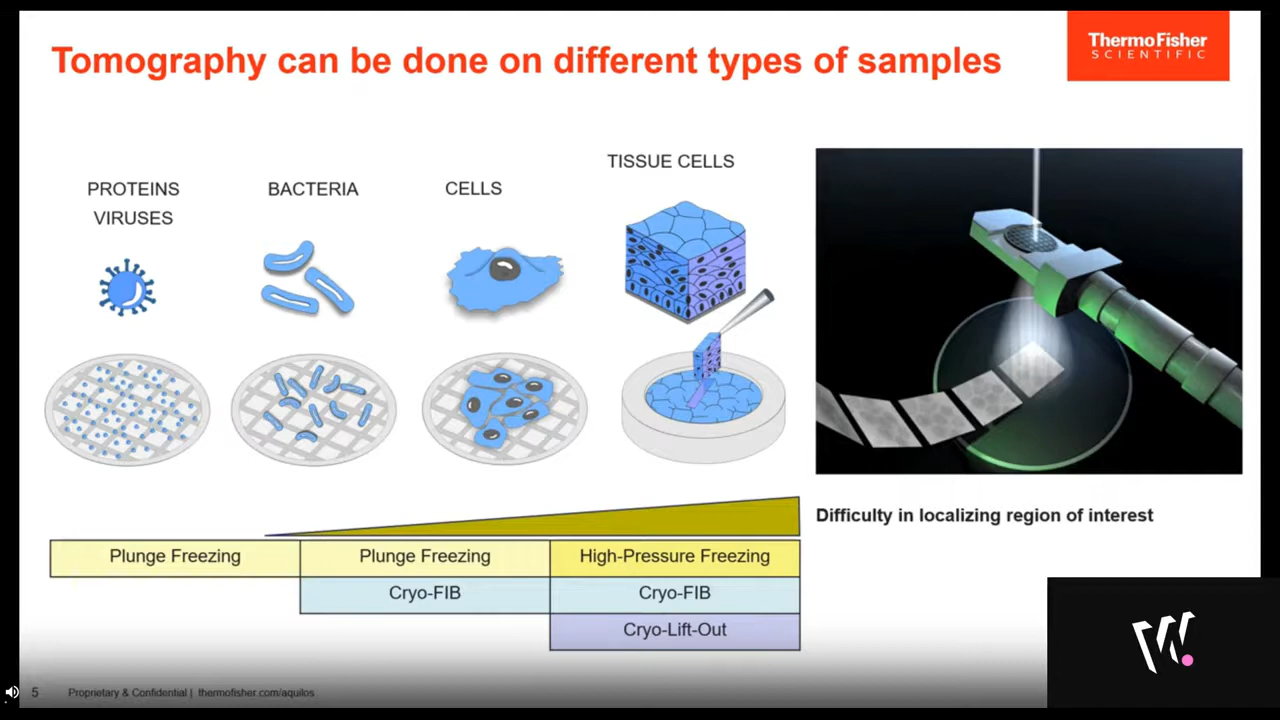 Tomography can be done on different types of samples
ThermoFisher
SCIENTIFIC
PROTEINS
VIRUSES
BACTERIA
CELLS
TISSUE CELLS
Difficulty in localizing region of interest
Plunge Freezing
Plunge Freezing
High-Pressure Freezing
Cryo-FIB
Cryo-FIB
Cryo-Lift-Out
5 Proprietary & Confidential | thermofisher.com/aquilos